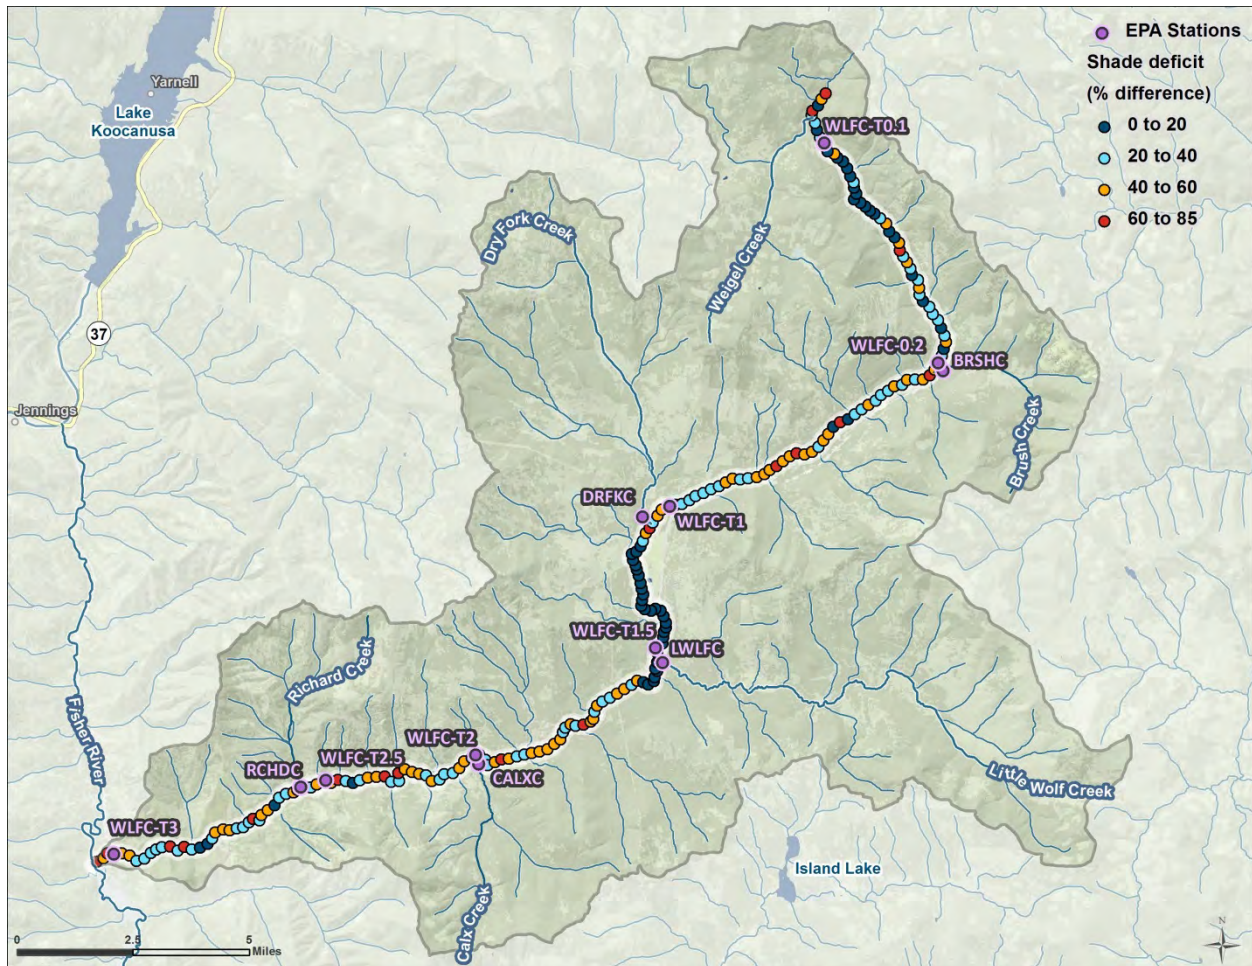 EPA Stations
Shade deficit
(% difference)
0 to 20
20 to 40
40 to 60
60 to 85
Yarnell
Lake
Koocanusa
WLFC-T0.1
Dry Fork Creek
Weigel Creek
37
WLFC-0.2
BRSHC
Jennings
Brush Creek
DRFKC
WLFC-T1
WLFC-T1.5
LWLFC
Richard Creek
Fisher River
WLFC-T2
WLFC-T2.5
RCHDC
CALXC
Little Wolf Creek
WLFC-T3
Island Lake
Calx Creek
N
0 2.5 5
Miles